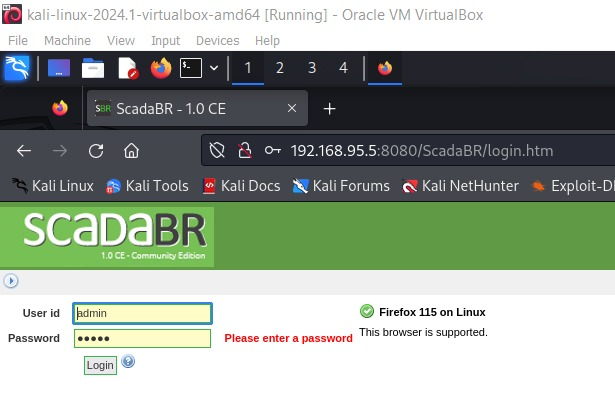 kali-linux-2024.1-virtualbox-amd64 [Running] - Oracle VM VirtualBox
File Machine View Input Devices Help
1 2 3 4
SBR ScadaBR - 1.0 CE
192.168.95.5:8080/ScadaBR/login.htm
Kali Linux Kali Tools Kali Docs Kali Forums Kali NetHunter Exploit-D
SCADABR
1.0 CE - Community Edition
User id admin Firefox 115 on Linux
Password ••••• Please enter a password This browser is supported.
Login